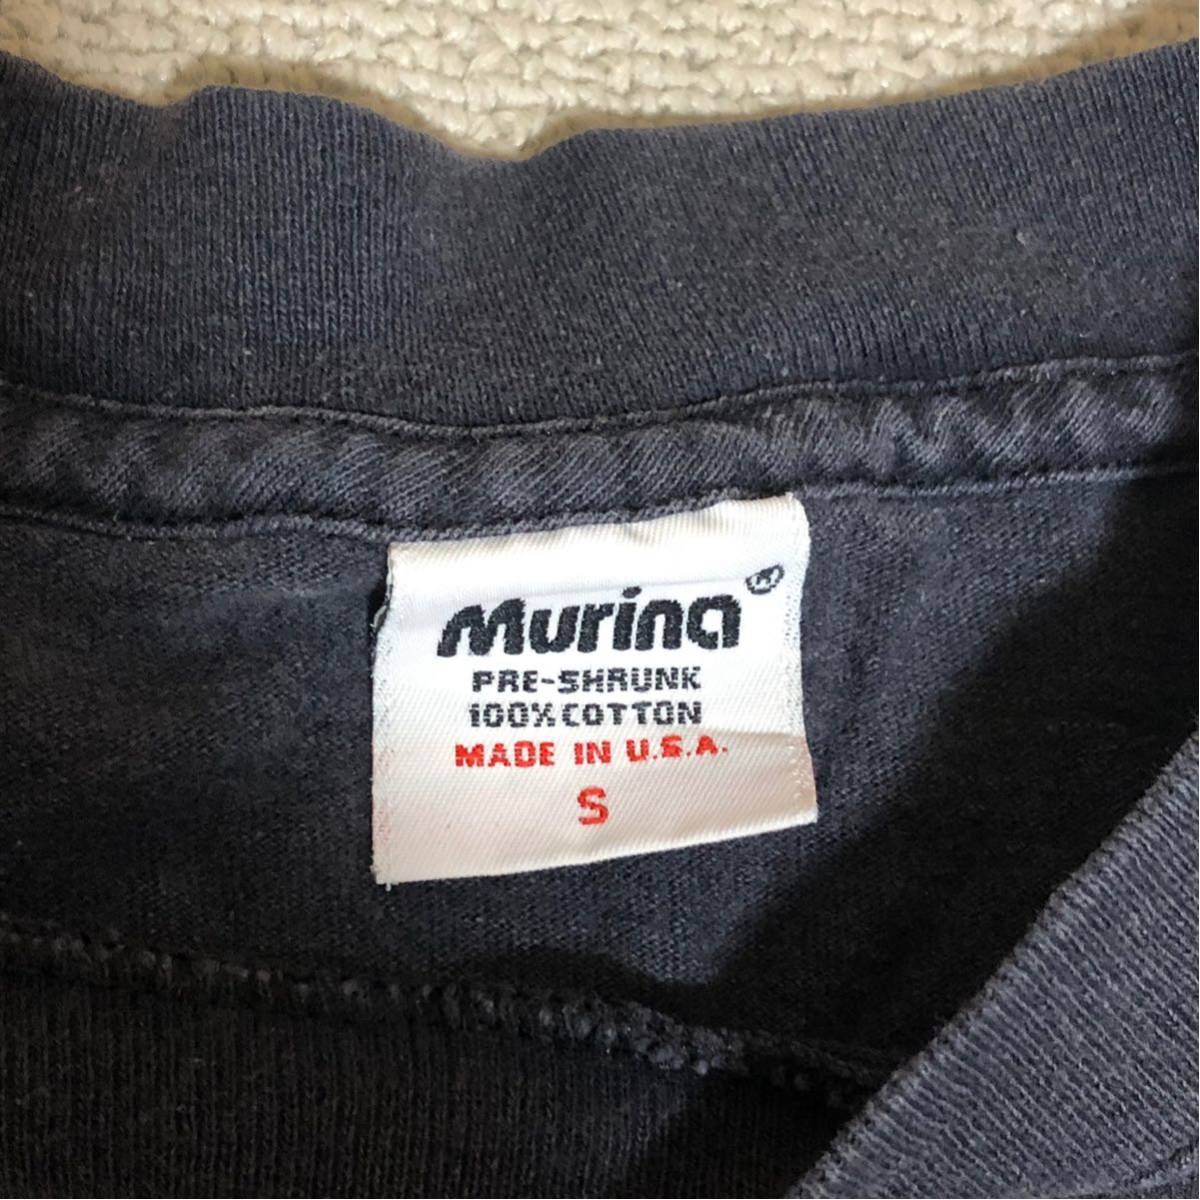 Murina®
PRE-SHRUNK
100% COTTON
MADE IN U.S.A.
S